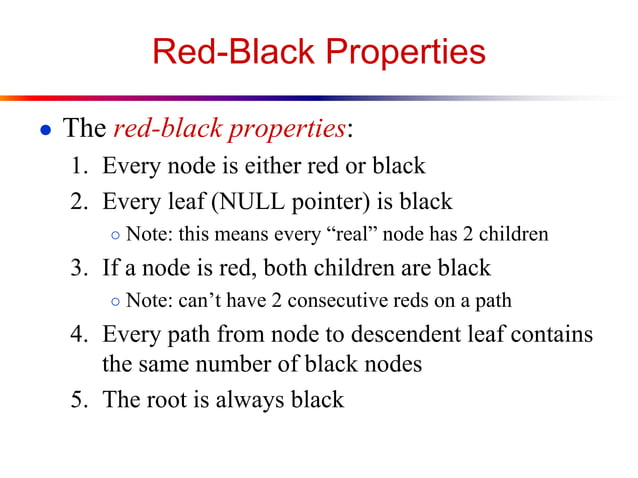 Red-Black Properties
● The red-black properties:
1. Every node is either red or black
2. Every leaf (NULL pointer) is black
○ Note: this means every “real” node has 2 children
3. If a node is red, both children are black
○ Note: can’t have 2 consecutive reds on a path
4. Every path from node to descendent leaf contains
the same number of black nodes
5. The root is always black